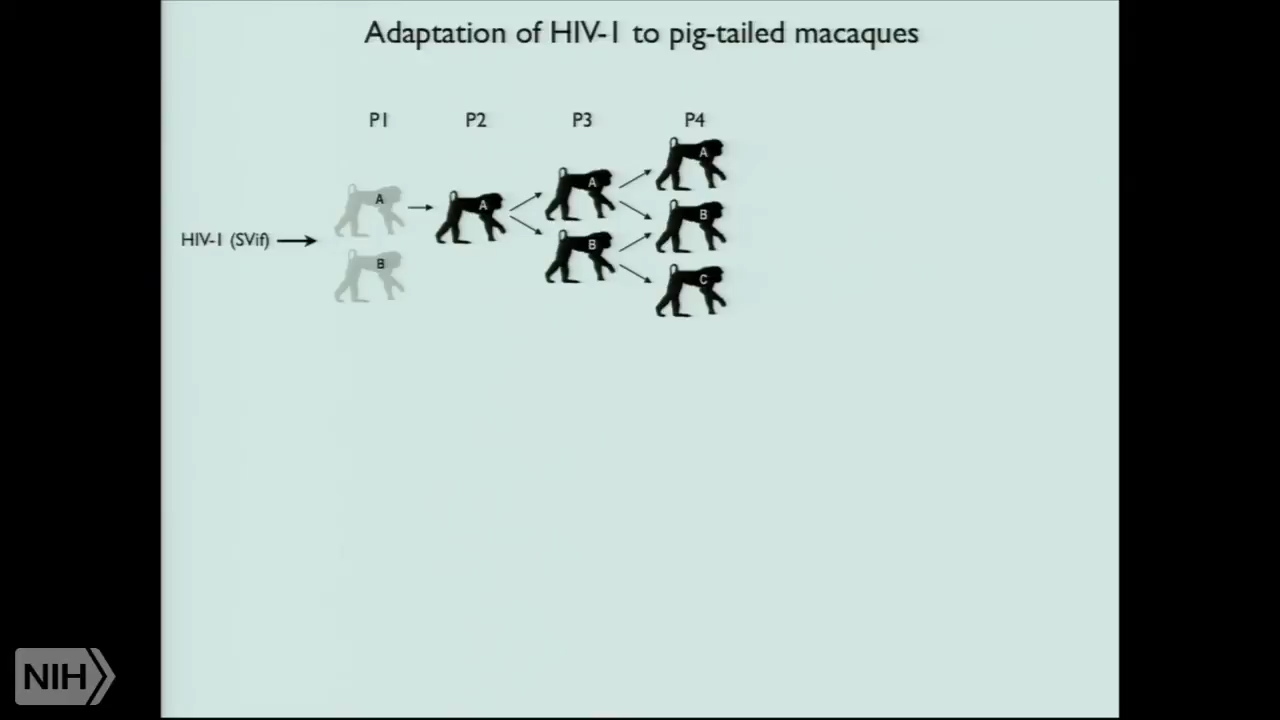 Adaptation of HIV-1 to pig-tailed macaques
P1 P2 P3 P4
A
A
A
A
B
HIV-1 (SVif)
B
B
C
NIH